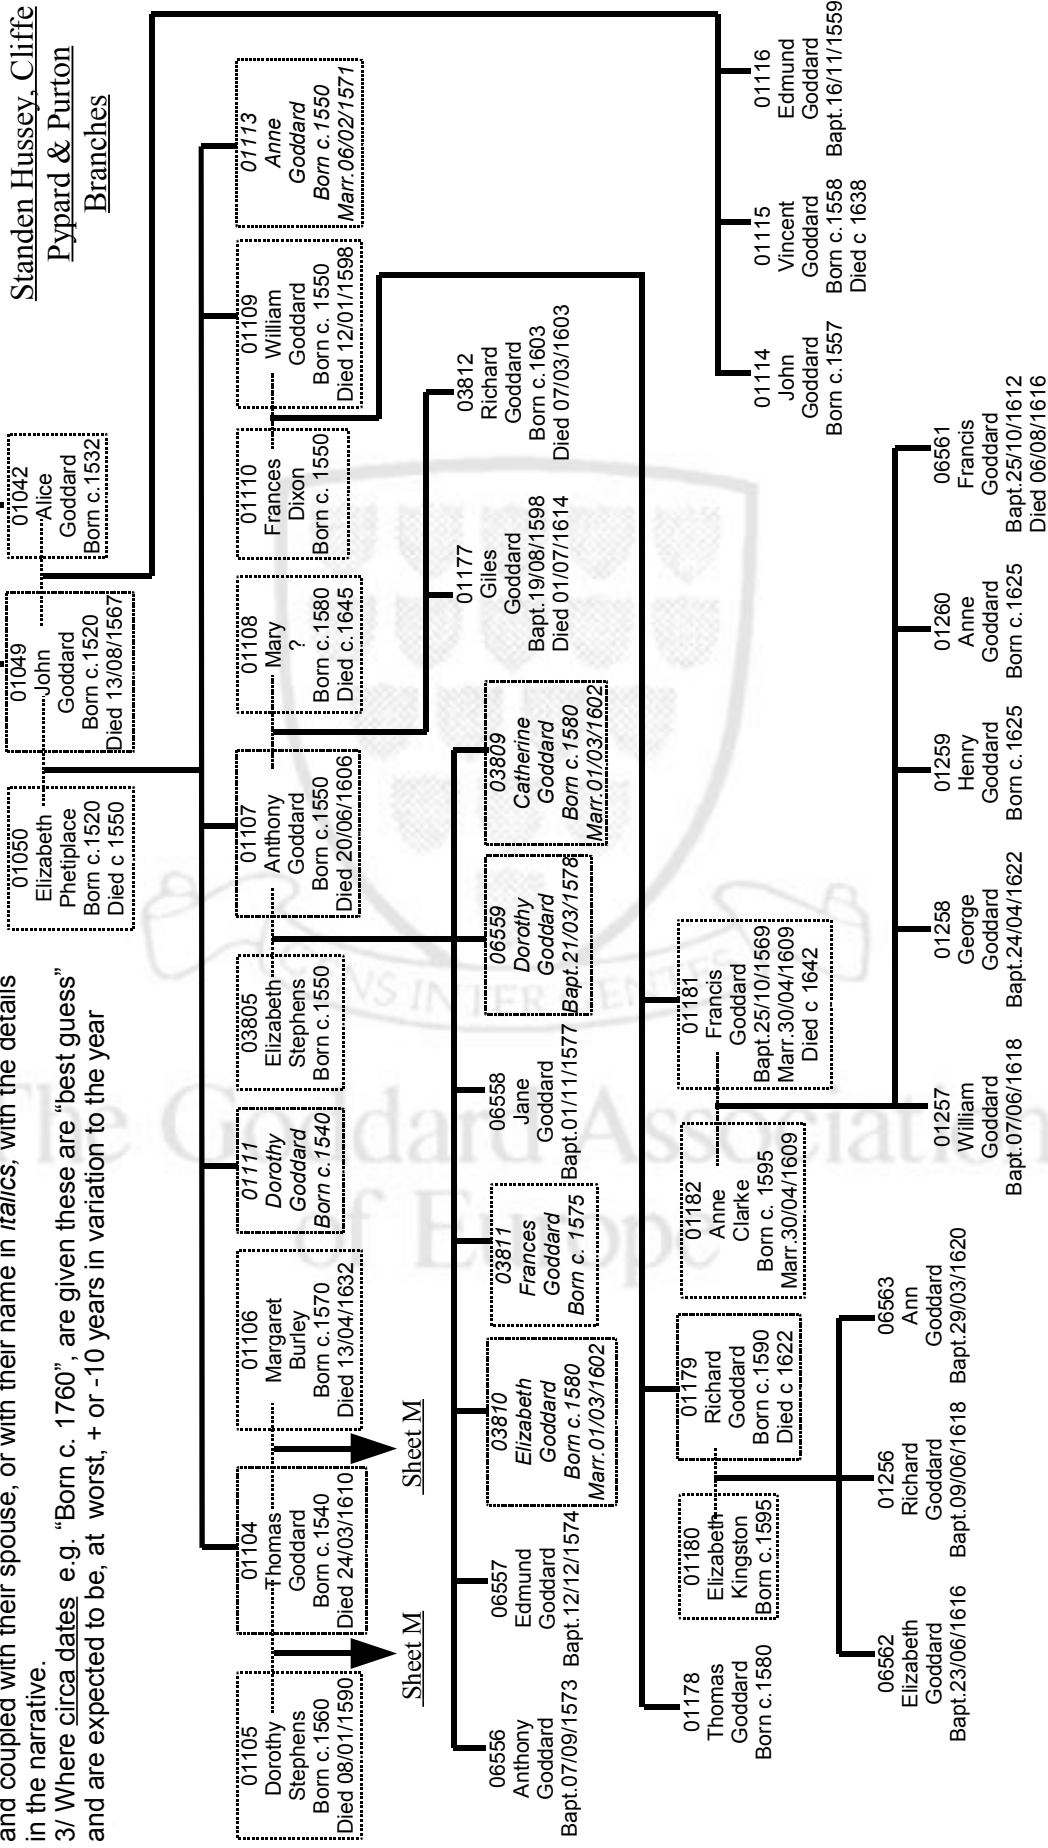 and coupled with their spouse, or with their name in italics, with the details
in the narrative.
3/ Where circa dates e.g. “Born c. 1760”, are given these are “best guess”
and are expected to be, at worst, + or -10 years in variation to the year
Standen Hussey, Cliffe
Pypard & Purton
Branches
01050
Elizabeth
Phetiplace
Born c.1520
Died c 1550
01049
John
Goddard
Born c.1520
Died 13/08/1567
01042
Alice
Goddard
Born c.1532
01105
Dorothy
Stephens
Born c.1560
Died 08/01/1590
01104
Thomas
Goddard
Born c.1540
Died 24/03/1610
01106
Margaret
Burley
Born c.1570
Died 13/04/1632
01111
Dorothy
Goddard
Born c.1540
03805
Elizabeth
Stephens
Born c.1550
01107
Anthony
Goddard
Born c.1550
Died 20/06/1606
01108
Mary
?
Born c.1580
Died c.1645
01110
Frances
Dixon
Born c. 1550
01109
William
Goddard
Born c. 1550
Died 12/01/1598
01113
Anne
Goddard
Born c.1550
Marr.06/02/1571
Sheet M
Sheet M
06556
Anthony
Goddard
Bapt.07/09/1573
06557
Edmund
Goddard
Bapt.12/12/1574
03810
Elizabeth
Goddard
Born c.1580
Marr.01/03/1602
03811
Frances
Goddard
Born c. 1575
06558
Jane
Goddard
Bapt.01/11/1577
06559
Dorothy
Goddard
Bapt.21/03/1578
03809
Catherine
Goddard
Born c.1580
Marr.01/03/1602
01177
Giles
Goddard
Bapt.19/08/1598
Died 01/07/1614
03812
Richard
Goddard
Born c.1603
Died 07/03/1603
01178
Thomas
Goddard
Born c.1580
01180
Elizabeth
Kingston
Born c.1595
01179
Richard
Goddard
Born c.1590
Died c 1622
01182
Anne
Clarke
Born c. 1595
Marr.30/04/1609
01181
Francis
Goddard
Bapt.25/10/1569
Marr.30/04/1609
Died c 1642
01114
John
Goddard
Born c.1557
01115
Vincent
Goddard
Born c.1558
Died c 1638
01116
Edmund
Goddard
Bapt.16/11/1559
06562
Elizabeth
Goddard
Bapt.23/06/1616
01256
Richard
Goddard
Bapt.09/06/1618
06563
Ann
Goddard
Bapt.29/03/1620
01257
William
Goddard
Bapt.07/06/1618
01258
George
Goddard
Bapt.24/04/1622
01259
Henry
Goddard
Born c.1625
01260
Anne
Goddard
Born c.1625
06561
Francis
Goddard
Bapt.25/10/1612
Died 06/08/1616
The Goddard Association
of Europe
INTER